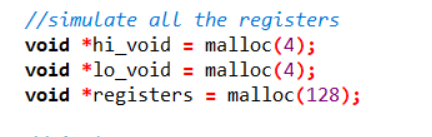 //simulate all the registers
void *hi_void = malloc(4);
void *lo_void = malloc(4);
void *registers = malloc(128);